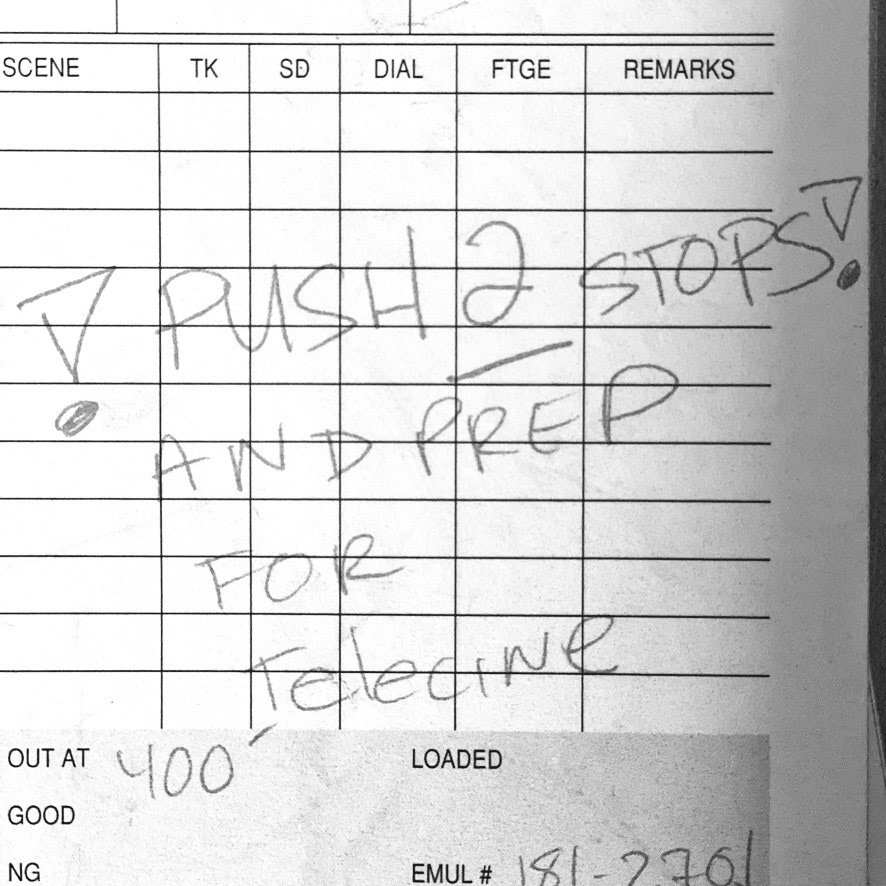 SCENE TK SD DIAL FTGE REMARKS
! PUSH 2 STOPS!
AND PREP
FOR
Telecine
OUT AT 400' LOADED
GOOD
NG EMUL # 181-2701